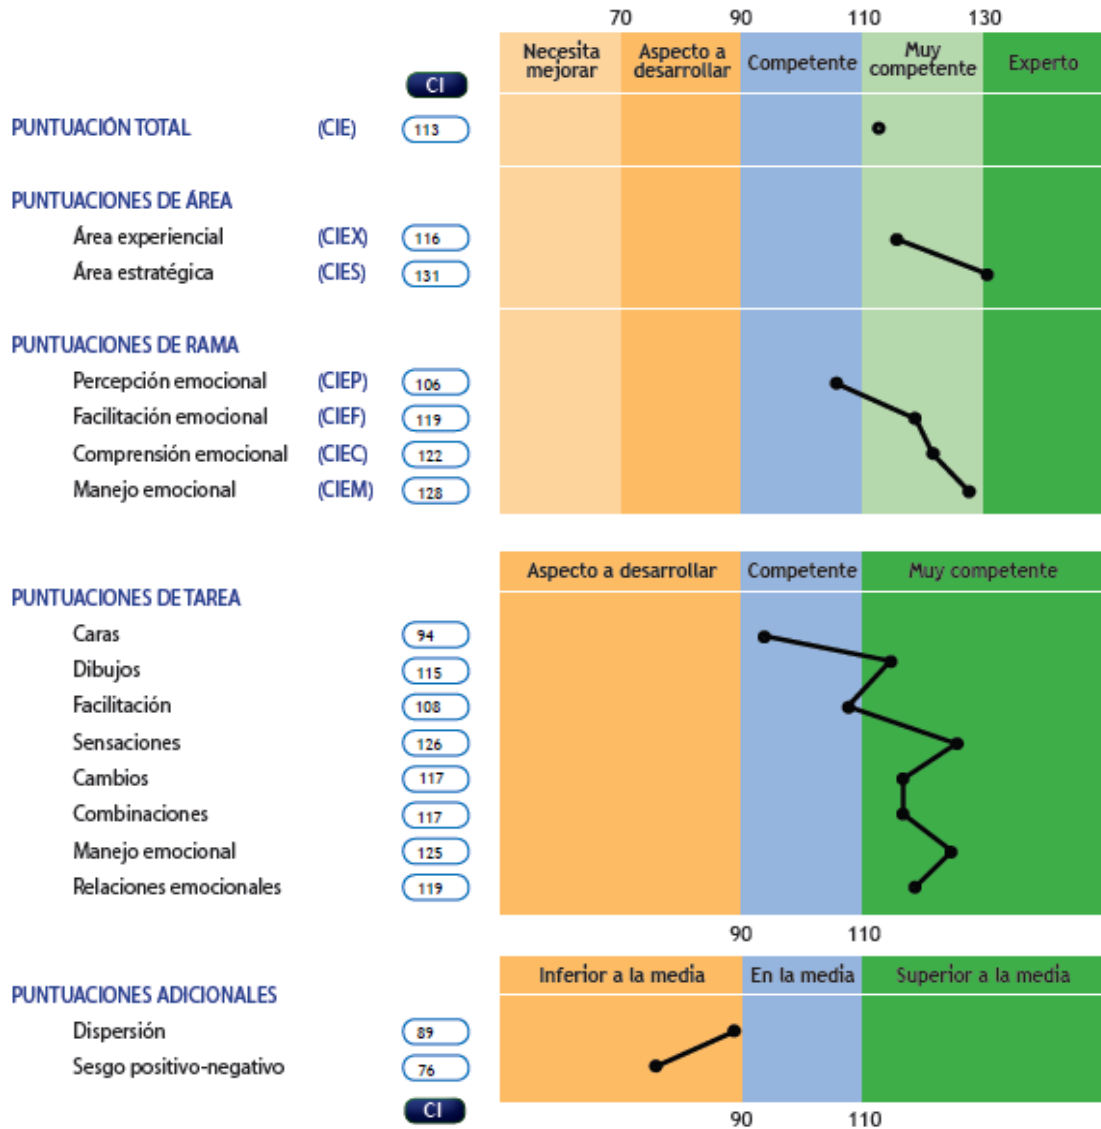 70 90 110 130
Necesita mejorar Aspecto a desarrollar Competente Muy competente Experto
CI
PUNTUACIÓN TOTAL (CIE) 113
PUNTUACIONES DE ÁREA
Área experiencial (CIEX) 116
Área estratégica (CIES) 131
PUNTUACIONES DE RAMA
Percepción emocional (CIEP) 106
Facilitación emocional (CIEF) 119
Comprensión emocional (CIEC) 122
Manejo emocional (CIEM) 128
Aspecto a desarrollar Competente Muy competente
PUNTUACIONES DE TAREA
Caras 94
Dibujos 115
Facilitación 108
Sensaciones 126
Cambios 117
Combinaciones 117
Manejo emocional 125
Relaciones emocionales 119
90 110
Inferior a la media En la media Superior a la media
PUNTUACIONES ADICIONALES
Dispersión 89
Sesgo positivo-negativo 76
CI
90 110